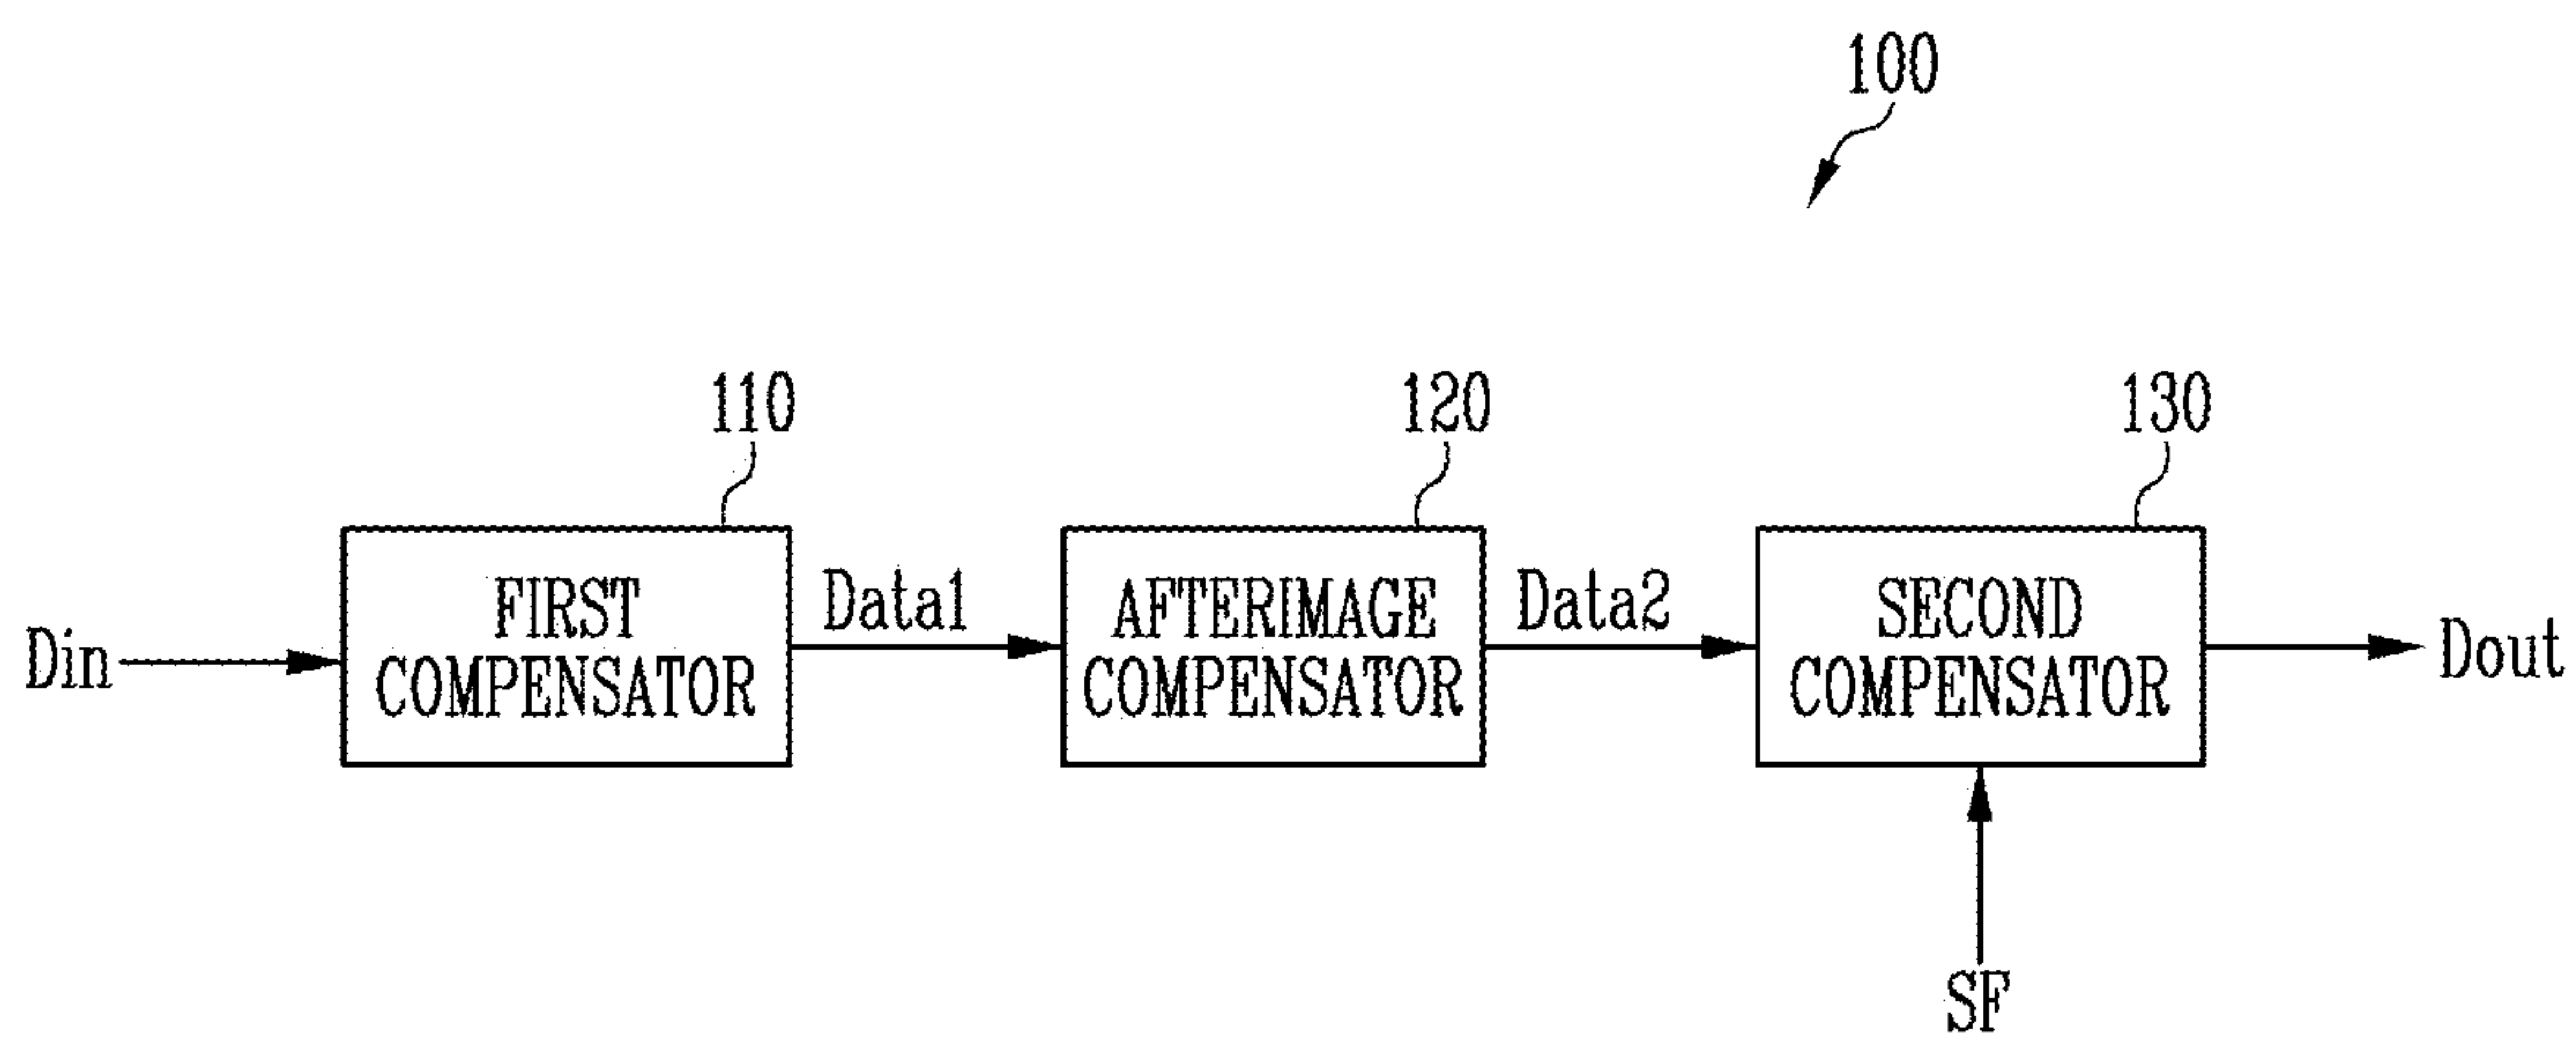 100
110
120
130
Din
FIRST
COMPENSATOR
Data1
AFTERIMAGE
COMPENSATOR
Data2
SECOND
COMPENSATOR
Dout
SF